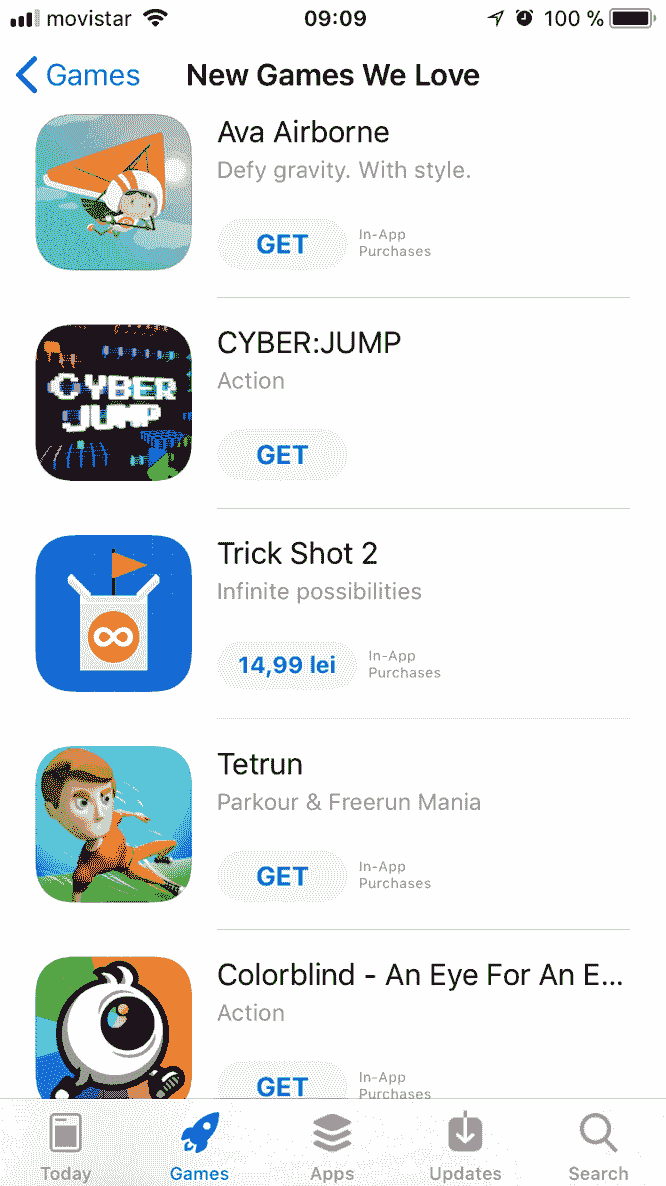 movistar 09:09 100 %
Games New Games We Love
Ava Airborne
Defy gravity. With style.
GET In-App
Purchases
CYBER JUMP
CYBER:JUMP
Action
GET
Trick Shot 2
Infinite possibilities
14,99 lei In-App
Purchases
Tetrun
Parkour & Freerun Mania
GET In-App
Purchases
Colorblind - An Eye For An E...
Action
GET In-App
Purchases
Today Games Apps Updates Search